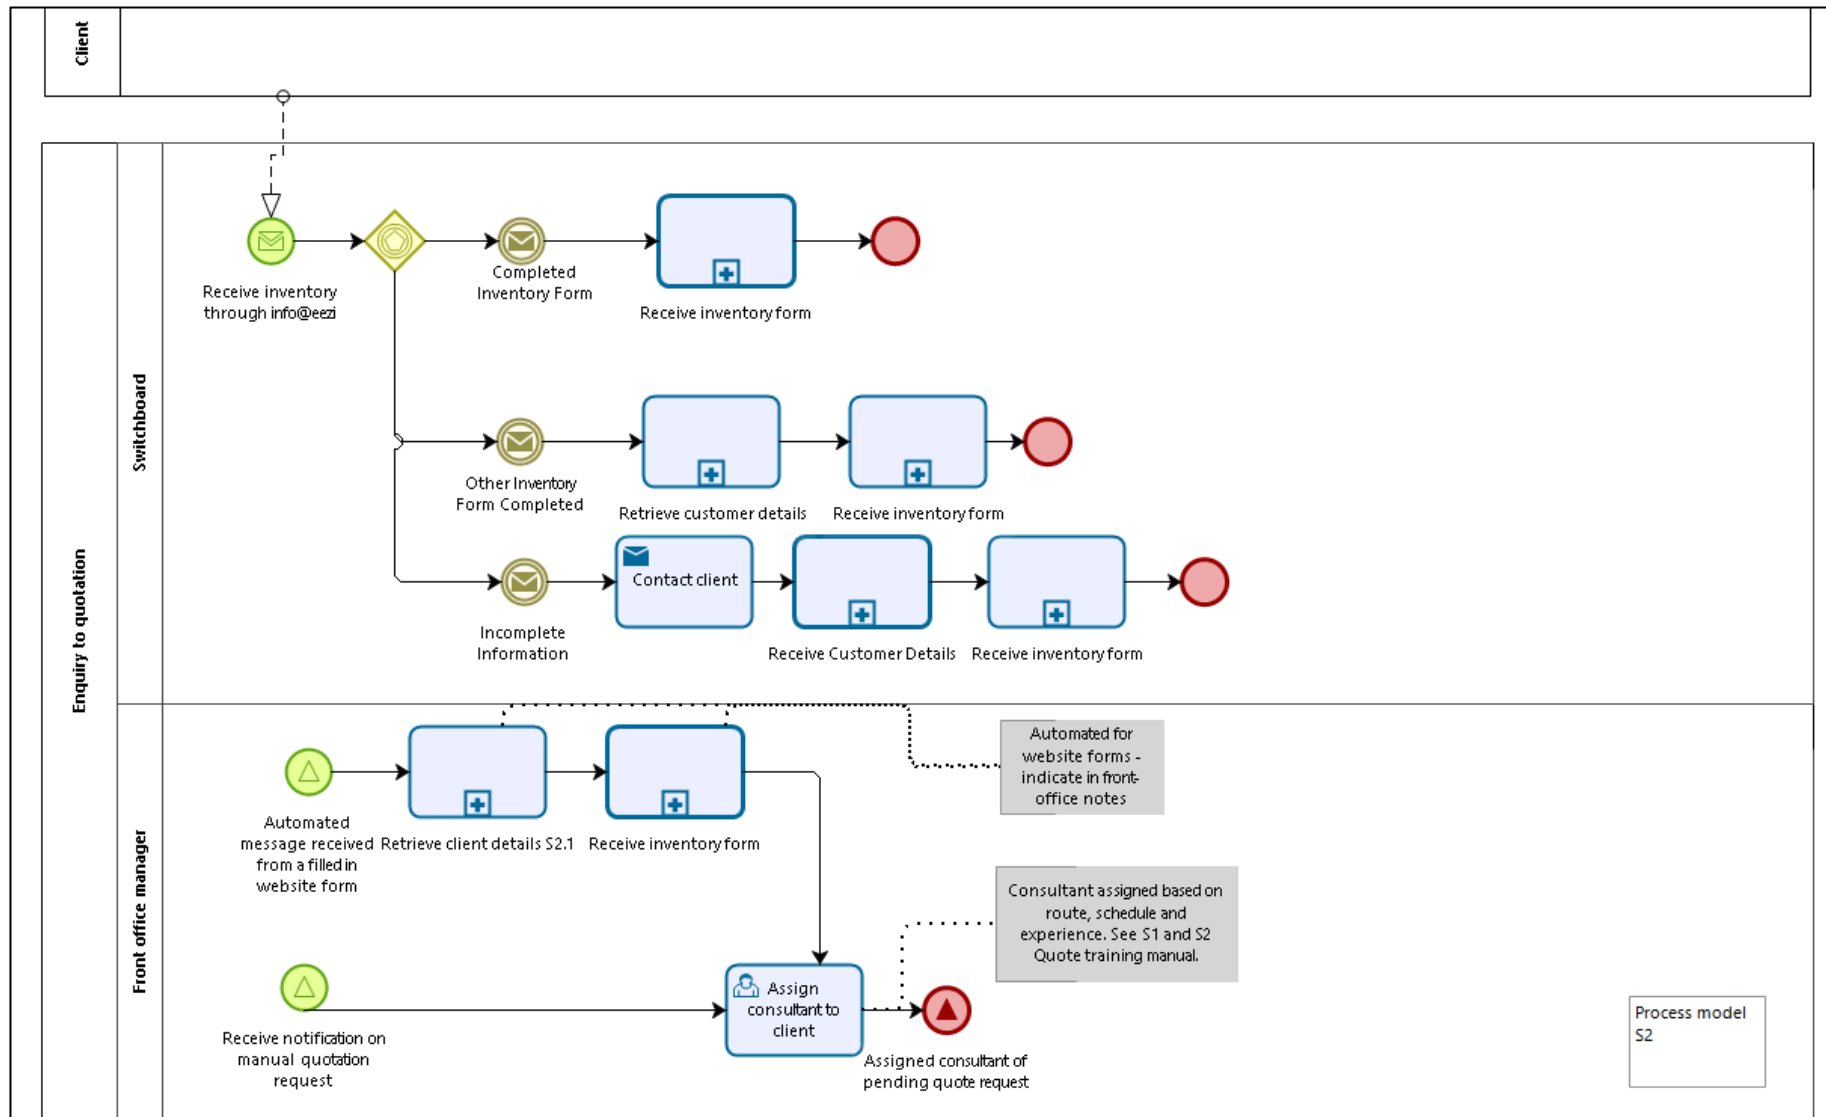 Client
Enquiry to quotation
Switchboard
Receive inventory
through info@eezi
Completed
Inventory Form
Receive inventory form
Other Inventory
Form Completed
Retrieve customer details
Receive inventory form
Incomplete
Information
Contact client
Receive Customer Details
Receive inventory form
Front office manager
Automated
message received
from a filled in
website form
Retrieve client details S2.1
Receive inventory form
Automated for
website forms -
indicate in front-
office notes
Consultant assigned based on
route, schedule and
experience. See S1 and S2
Quote training manual.
Receive notification on
manual quotation
request
Assign
consultant to
client
Assigned consultant of
pending quote request
Process model
S2